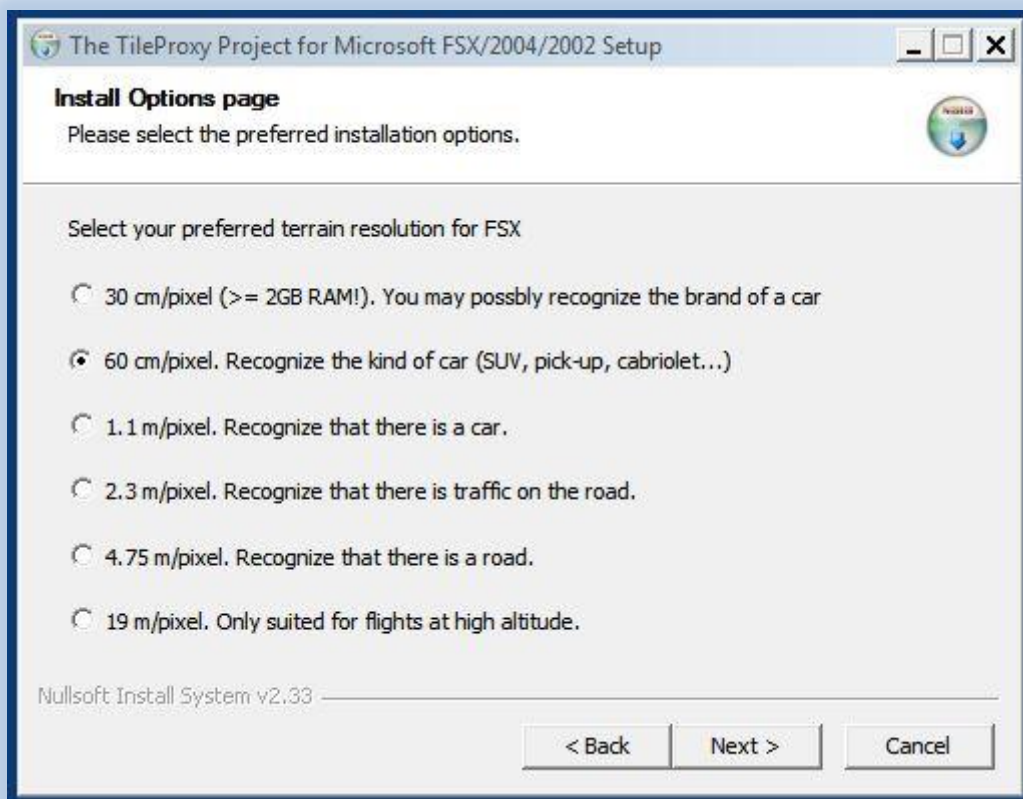 The TileProxy Project for Microsoft FSX/2004/2002 Setup
Install Options page
Please select the preferred installation options.
Select your preferred terrain resolution for FSX
30 cm/pixel (>= 2GB RAM!). You may possbly recognize the brand of a car
60 cm/pixel. Recognize the kind of car (SUV, pick-up, cabriolet...)
1.1 m/pixel. Recognize that there is a car.
2.3 m/pixel. Recognize that there is traffic on the road.
4.75 m/pixel. Recognize that there is a road.
19 m/pixel. Only suited for flights at high altitude.
Nullsoft Install System v2.33
< Back
Next >
Cancel